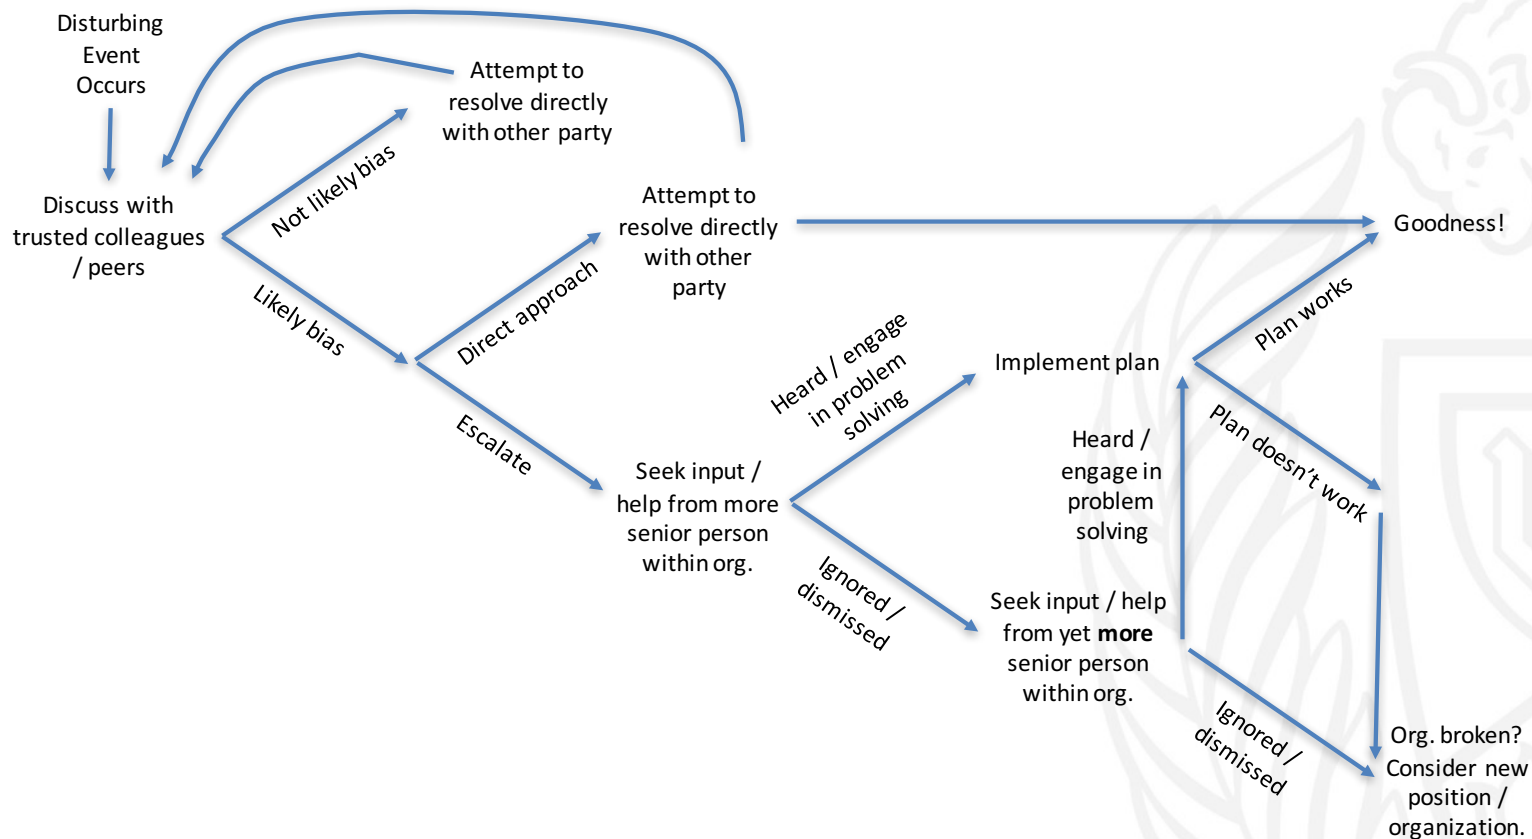 Disturbing
Event
Occurs
Discuss with
trusted colleagues
/ peers
Not likely bias
Likely bias
Attempt to
resolve directly
with other party
Direct approach
Escalate
Attempt to
resolve directly
with other
party
Seek input /
help from more
senior person
within org.
Heard / engage
in problem
solving
Ignored /
dismissed
Implement plan
Heard /
engage in
problem
solving
Seek input / help
from yet more
senior person
within org.
Plan works
Plan doesn’t work
Ignored /
dismissed
Goodness!
Org. broken?
Consider new
position /
organization.